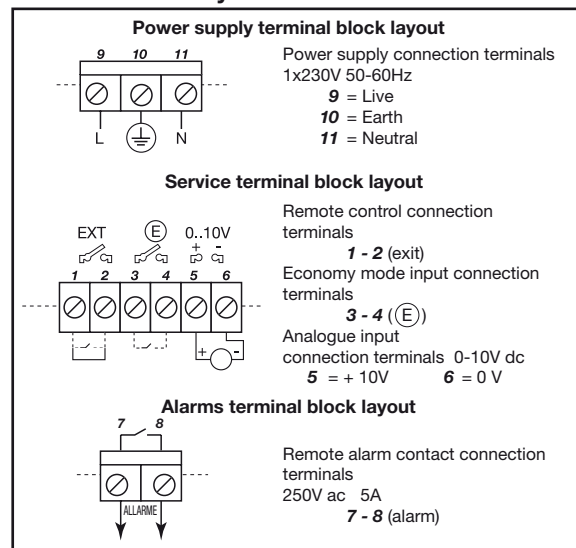 Power supply terminal block layout
9 10 11
L N
Power supply connection terminals
1x230V 50-60Hz
9 = Live
10 = Earth
11 = Neutral
Service terminal block layout
EXT E 0..10V
+ -
1 2 3 4 5 6
+ -
Remote control connection
terminals
1 - 2 (exit)
Economy mode input connection
terminals
3 - 4 (E)
Analogue input
connection terminals 0-10V dc
5 = + 10V 6 = 0 V
Alarms terminal block layout
7 8
ALLARME
Remote alarm contact connection
terminals
250V ac 5A
7 - 8 (alarm)